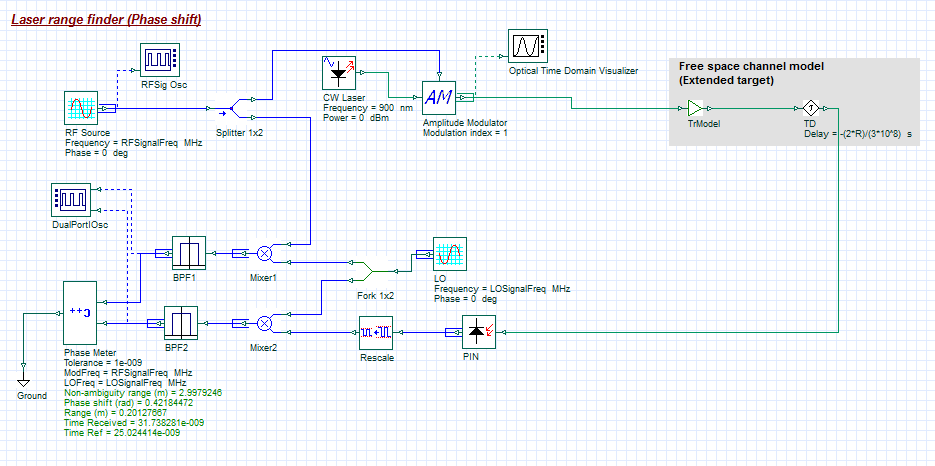 Laser range finder (Phase shift)
RFSig Osc
RF Source
Frequency = RFSignalFreq MHz
Phase = 0 deg
Splitter 1x2
CW Laser
Frequency = 900 nm
Power = 0 dBm
AM
Amplitude Modulator
Modulation index = 1
Optical Time Domain Visualizer
Free space channel model
(Extended target)
TrModel
TD
Delay = -(2*R)/(3*10^8) s
DualPortIOsc
BPF1
Mixer1
LO
Frequency = LOSignalFreq MHz
Phase = 0 deg
Fork 1x2
BPF2
Mixer2
Rescale
PIN
C++
Phase Meter
Tolerance = 1e-009
ModFreq = RFSignalFreq MHz
LOFreq = LOSignalFreq MHz
Non-ambiguity range (m) = 2.9979246
Phase shift (rad) = 0.42184472
Range (m) = 0.20127667
Time Received = 31.738281e-009
Time Ref = 25.024414e-009
Ground